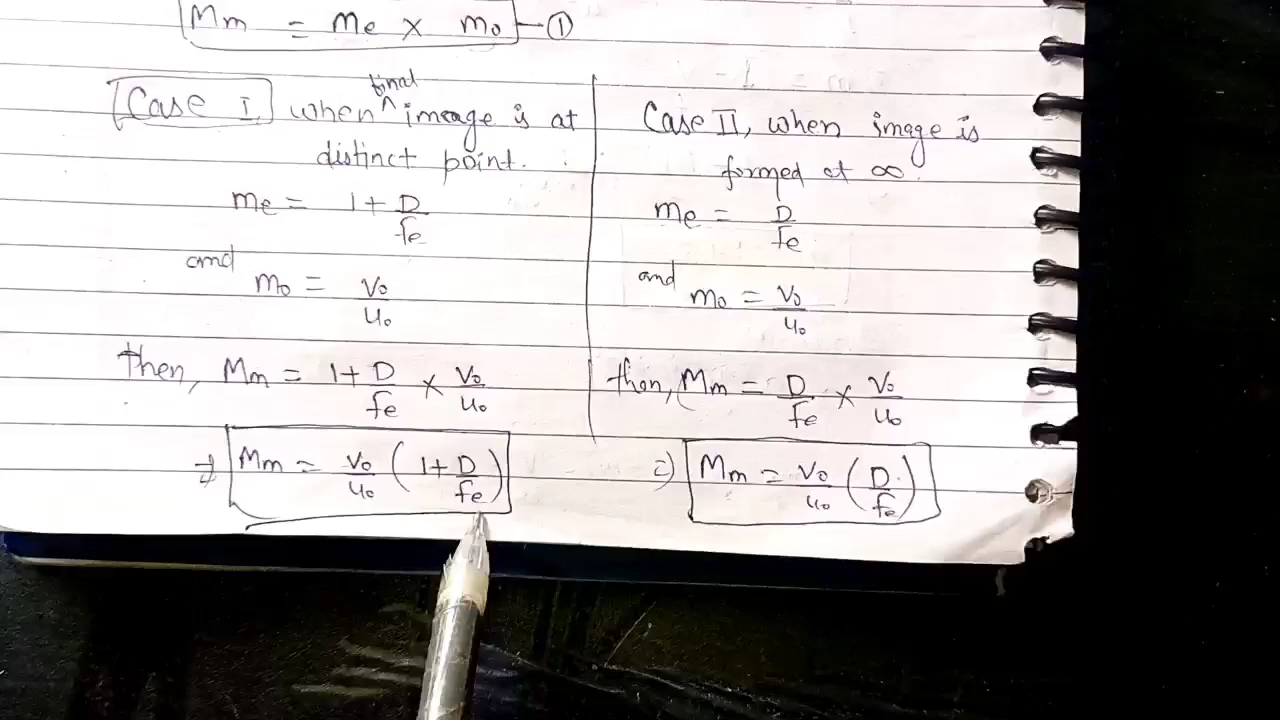 Mm = me × mo —①
Case I, when ^final image is at
distinct point.
me = 1 + D/fe
and mo = vo/uo
then, Mm = 1 + D/fe × vo/uo
⇒ Mm = vo/uo (1 + D/fe)
Case II, when image is
formed at ∞.
me = D/fe
and mo = vo/uo
then, Mm = D/fe × vo/uo
⇒ Mm = vo/uo (D/fe)